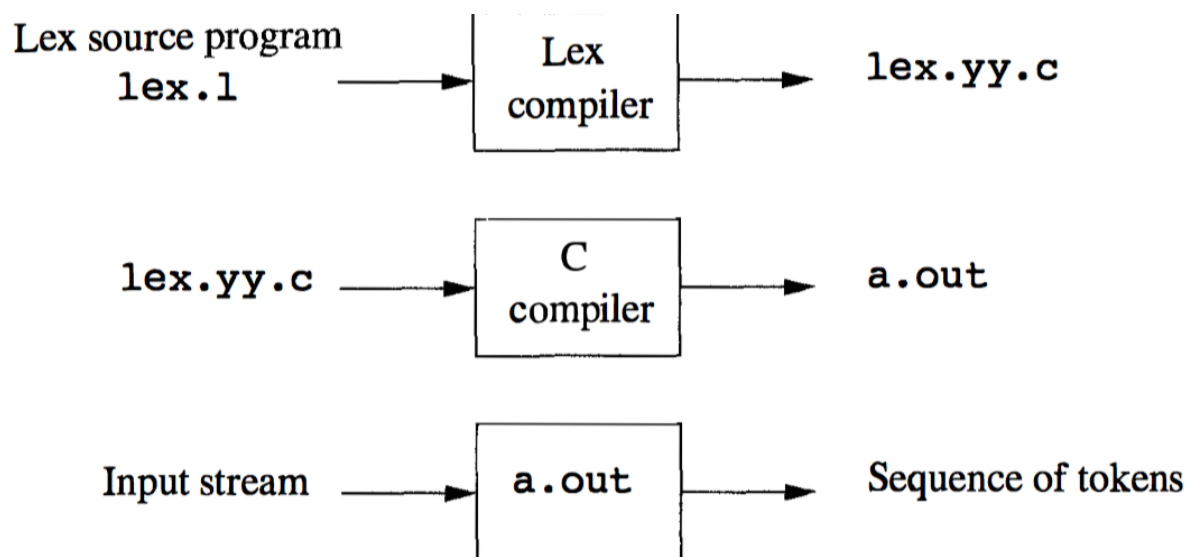 Lex source program
lex.l
Lex
compiler
lex.yy.c
lex.yy.c
C
compiler
a.out
Input stream
a.out
Sequence of tokens